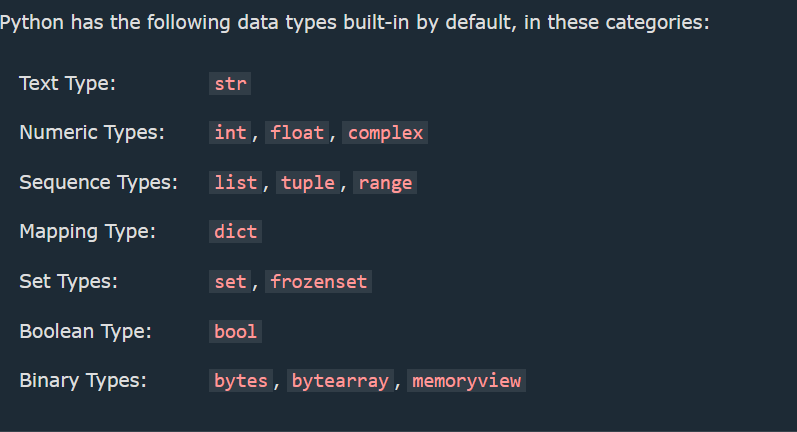 Python has the following data types built-in by default, in these categories:
Text Type: str
Numeric Types: int, float, complex
Sequence Types: list, tuple, range
Mapping Type: dict
Set Types: set, frozenset
Boolean Type: bool
Binary Types: bytes, bytearray, memoryview